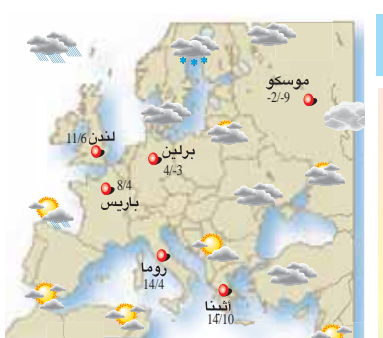 موسكو
-2/-9
لندن 11/6
برلين
4/-3
8/4
باريس
روما
14/4
أثينا
14/10